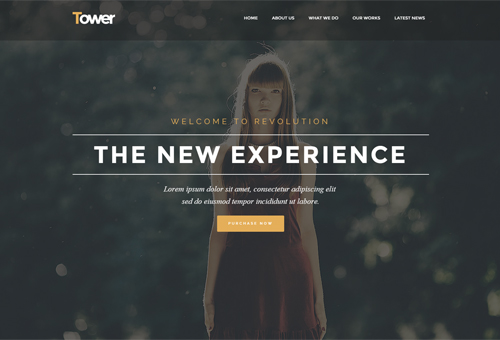 Tower
HOME ABOUT US WHAT WE DO OUR WORKS LATEST NEWS
WELCOME TO REVOLUTION
THE NEW EXPERIENCE
Lorem ipsum dolor sit amet, consectetur adipiscing elit
sed do eiusmod tempor incididunt ut labore.
PURCHASE NOW